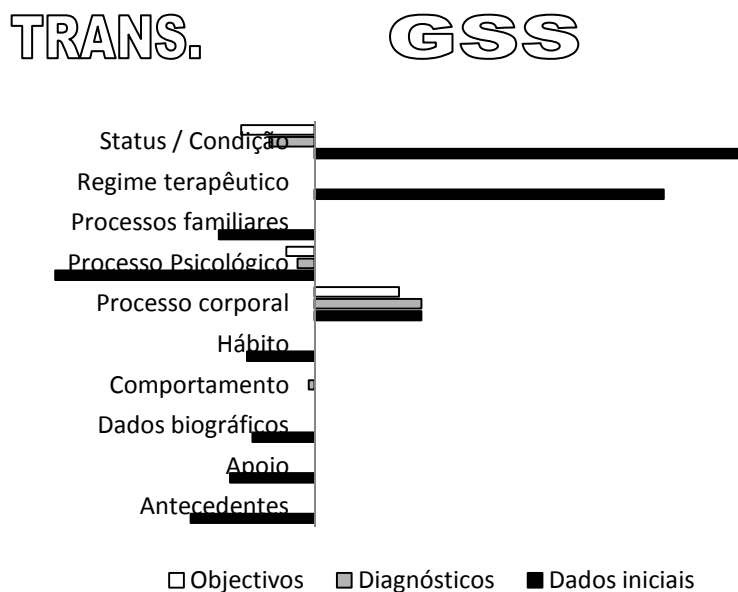 TRANS. GSS
Status / Condição
Regime terapêutico
Processos familiares
Processo Psicológico
Processo corporal
Hábito
Comportamento
Dados biográficos
Apoio
Antecedentes
Objectivos Diagnósticos Dados iniciais